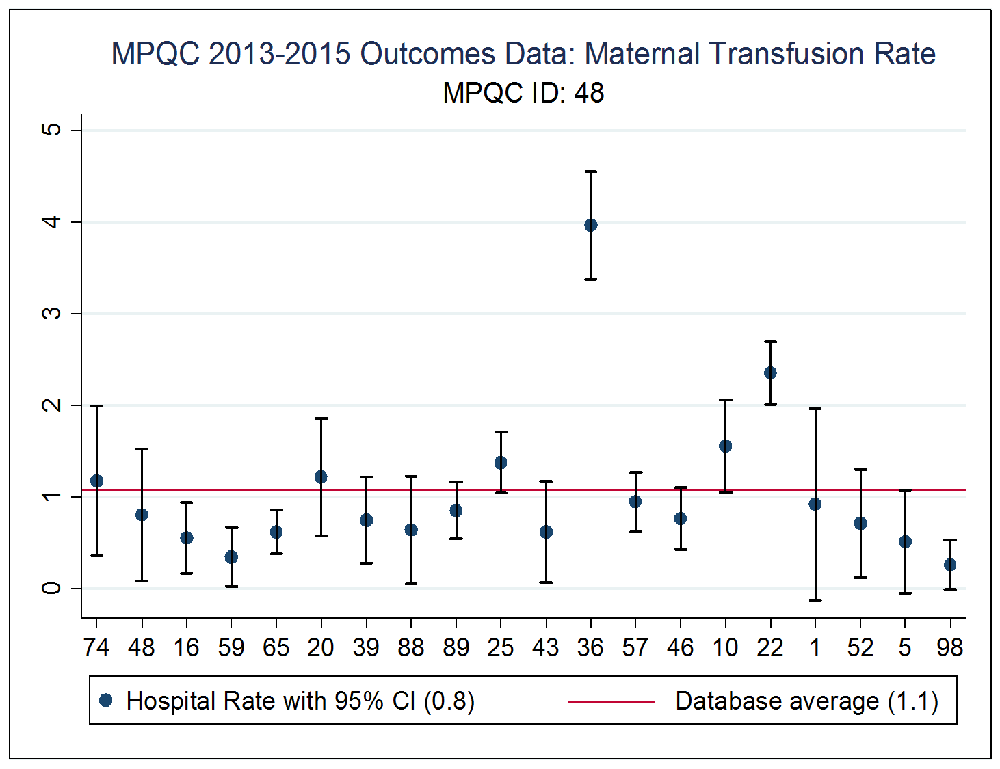 MPQC 2013-2015 Outcomes Data: Maternal Transfusion Rate
MPQC ID: 48
5
4
3
2
1
0
74 48 16 59 65 20 39 88 89 25 43 36 57 46 10 22 1 52 5 98
Hospital Rate with 95% CI (0.8) Database average (1.1)